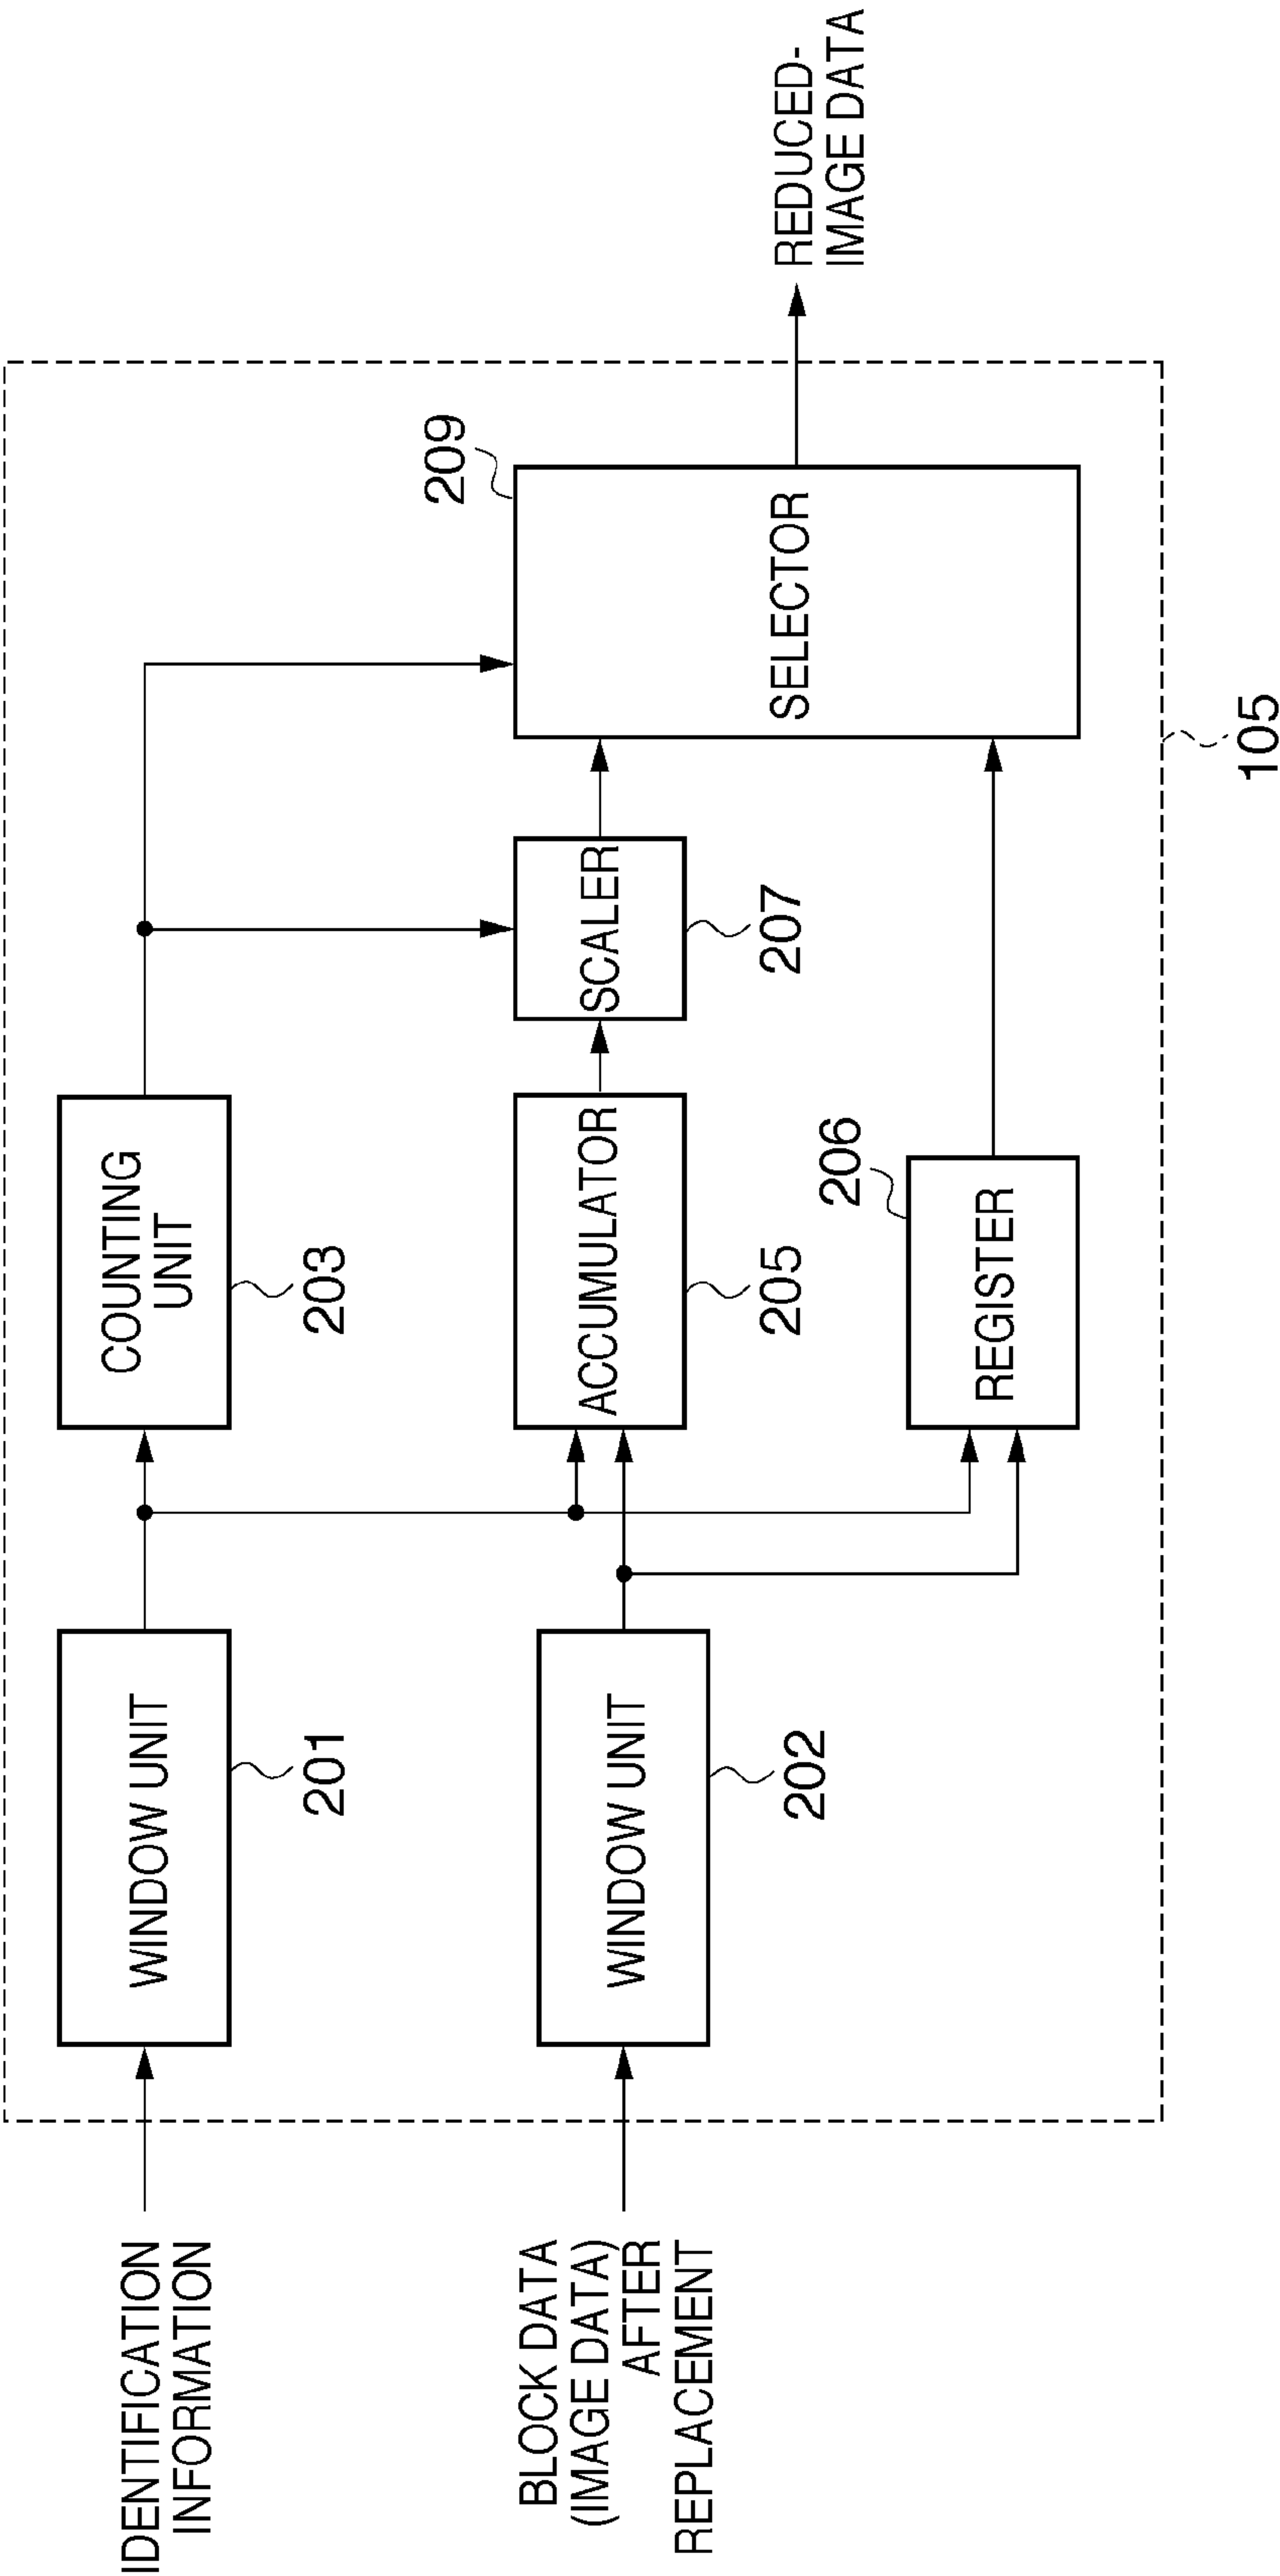 IDENTIFICATION
INFORMATION
WINDOW UNIT
201
COUNTING
UNIT
203
BLOCK DATA
(IMAGE DATA)
AFTER
REPLACEMENT
WINDOW UNIT
202
ACCUMULATOR
205
SCALER
207
REGISTER
206
SELECTOR
209
REDUCED-
IMAGE DATA
105